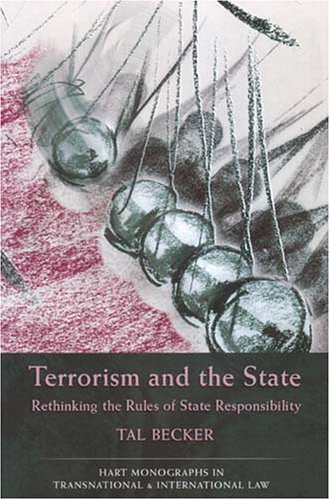 Terrorism and the State
Rethinking the Rules of State Responsibility
TAL BECKER
HART MONOGRAPHS IN
TRANSNATIONAL & INTERNATIONAL LAW